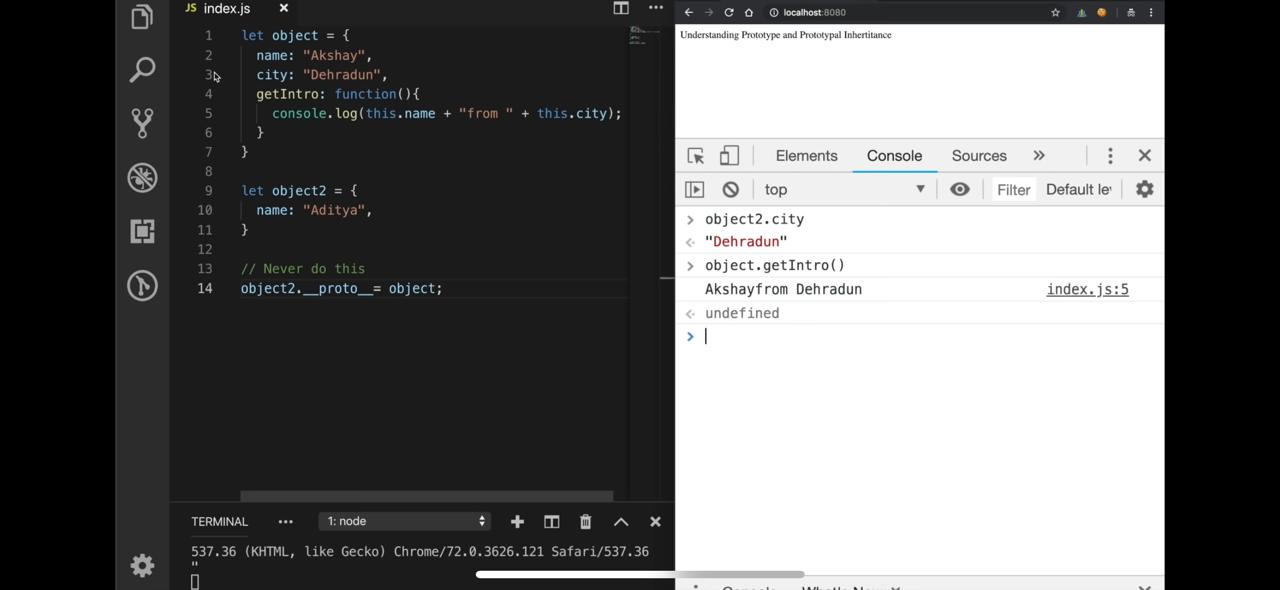 JS index.js
1 let object = {
2 name: "Akshay",
3 city: "Dehradun",
4 getIntro: function(){
5 console.log(this.name + "from " + this.city);
6 }
7 }
8
9 let object2 = {
10 name: "Aditya",
11 }
12
13 // Never do this
14 object2.__proto__= object;
TERMINAL
1: node
537.36 (KHTML, like Gecko) Chrome/72.0.3626.121 Safari/537.36
"
localhost:8080
Understanding Prototype and Prototypal Inhertitance
Elements Console Sources
top Filter Default le
object2.city
"Dehradun"
object.getIntro()
Akshayfrom Dehradun index.js:5
undefined